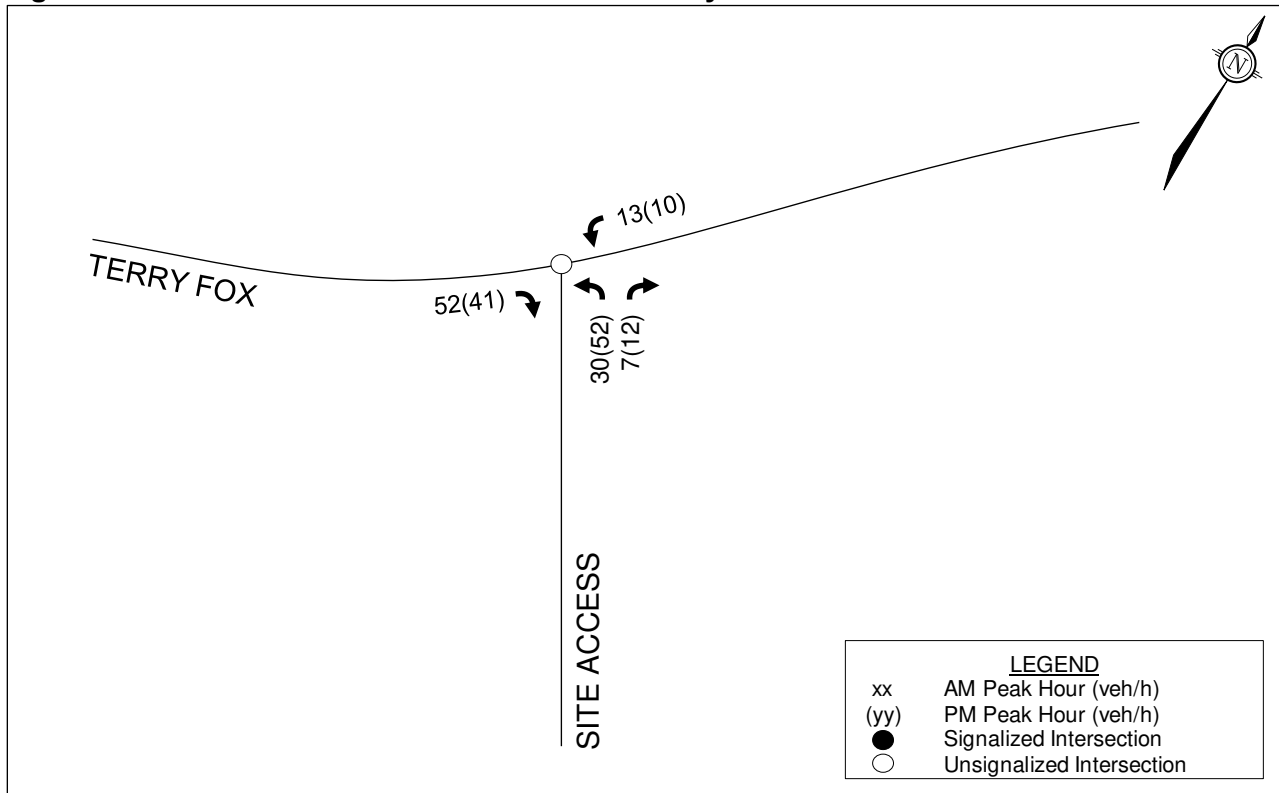 N
13(10)
TERRY FOX
52(41)
30(52)
7(12)
SITE ACCESS
LEGEND
xx AM Peak Hour (veh/h)
(yy) PM Peak Hour (veh/h)
Signalized Intersection
Unsignalized Intersection